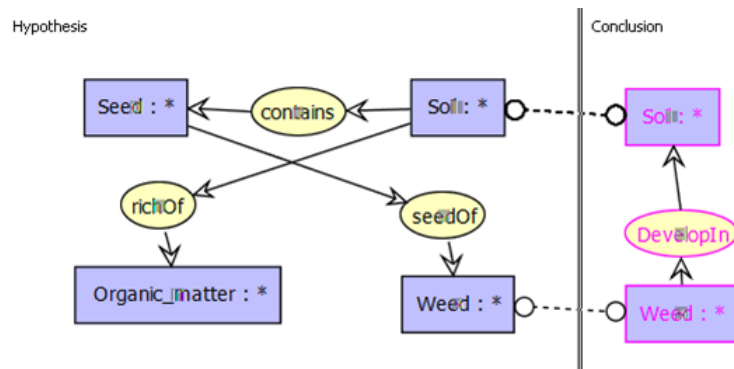 Hypothesis
Conclusion
Seed : *
contains
Soil : *
Soil : *
richOf
seedOf
DevelopIn
Organic_matter : *
Weed : *
Weed : *